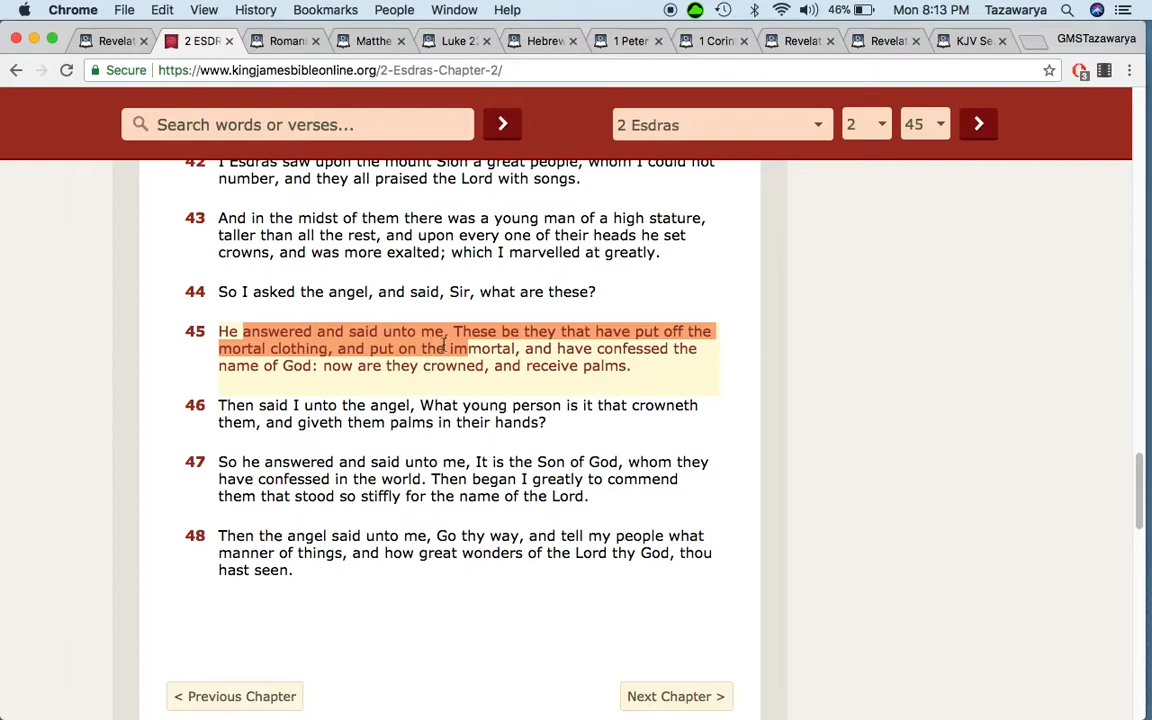 Chrome File Edit View History Bookmarks People Window Help 46% Mon 8:13 PM Tazawarya
Revelat 2 ESDR Roman Matthe Luke 2 Hebrew 1 Peter 1 Corin Revelat Revelat KJV Se GMSTazawarya
Secure https://www.kingjamesbibleonline.org/2-Esdras-Chapter-2/ 3
Search words or verses... 2 Esdras 2 45
42 I Esdras saw upon the mount Sion a great people, whom I could not
number, and they all praised the Lord with songs.
43 And in the midst of them there was a young man of a high stature,
taller than all the rest, and upon every one of their heads he set
crowns, and was more exalted; which I marvelled at greatly.
44 So I asked the angel, and said, Sir, what are these?
45 He answered and said unto me, These be they that have put off the
mortal clothing, and put on the immortal, and have confessed the
name of God: now are they crowned, and receive palms.
46 Then said I unto the angel, What young person is it that crowneth
them, and giveth them palms in their hands?
47 So he answered and said unto me, It is the Son of God, whom they
have confessed in the world. Then began I greatly to commend
them that stood so stiffly for the name of the Lord.
48 Then the angel said unto me, Go thy way, and tell my people what
manner of things, and how great wonders of the Lord thy God, thou
hast seen.
< Previous Chapter Next Chapter >